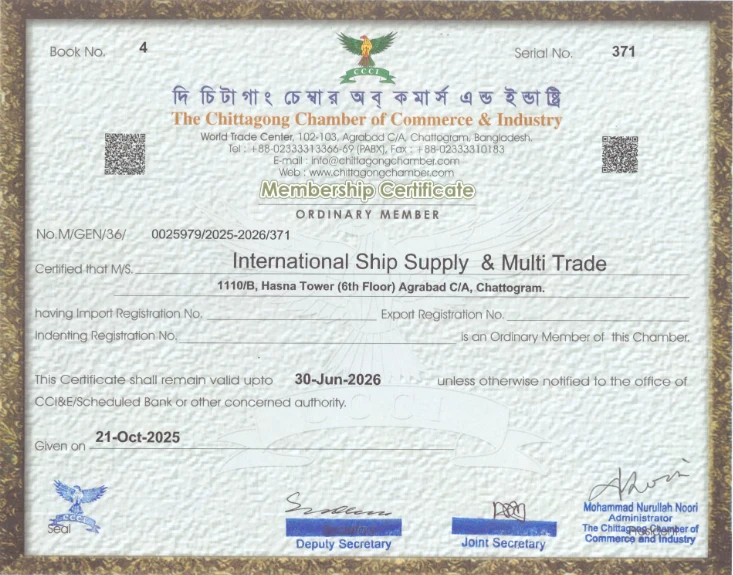 Book No. 4
Serial No. 371
CCCI
দি চিটাগাং চেম্বার অব্ কমার্স এন্ড ইন্ডাষ্ট্রি
The Chittagong Chamber of Commerce & Industry
World Trade Center, 102-103, Agrabad C/A, Chattogram, Bangladesh.
Tel : +88-02333313366-69 (PABX), Fax : +88-02333310183
E-mail : info@chittagongchamber.com
Web : www.chittagongchamber.com
Membership Certificate
ORDINARY MEMBER
No.M/GEN/36/ 0025979/2025-2026/371
Certified that M/S. International Ship Supply & Multi Trade
1110/B, Hasna Tower (6th Floor) Agrabad C/A, Chattogram.
having Import Registration No. Export Registration No.
Indenting Registration No. is an Ordinary Member of this Chamber.
This Certificate shall remain valid upto 30-Jun-2026 unless otherwise notified to the office of
CCI&E/Scheduled Bank or other concerned authority.
CCCI
Given on 21-Oct-2025
CCCI
Seal
Deputy Secretary
Joint Secretary
Mohammad Nurullah Noori
Administrator
The Chittagong Chamber of
Commerce and Industry